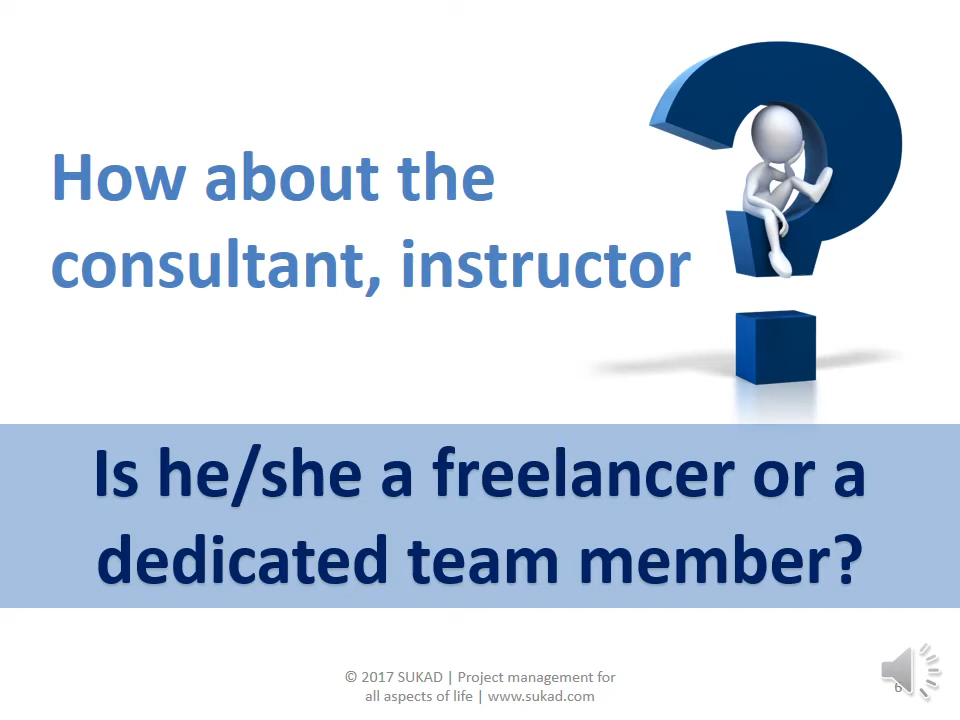 How about the
consultant, instructor
Is he/she a freelancer or a
dedicated team member?
© 2017 SUKAD | Project management for
all aspects of life | www.sukad.com
6